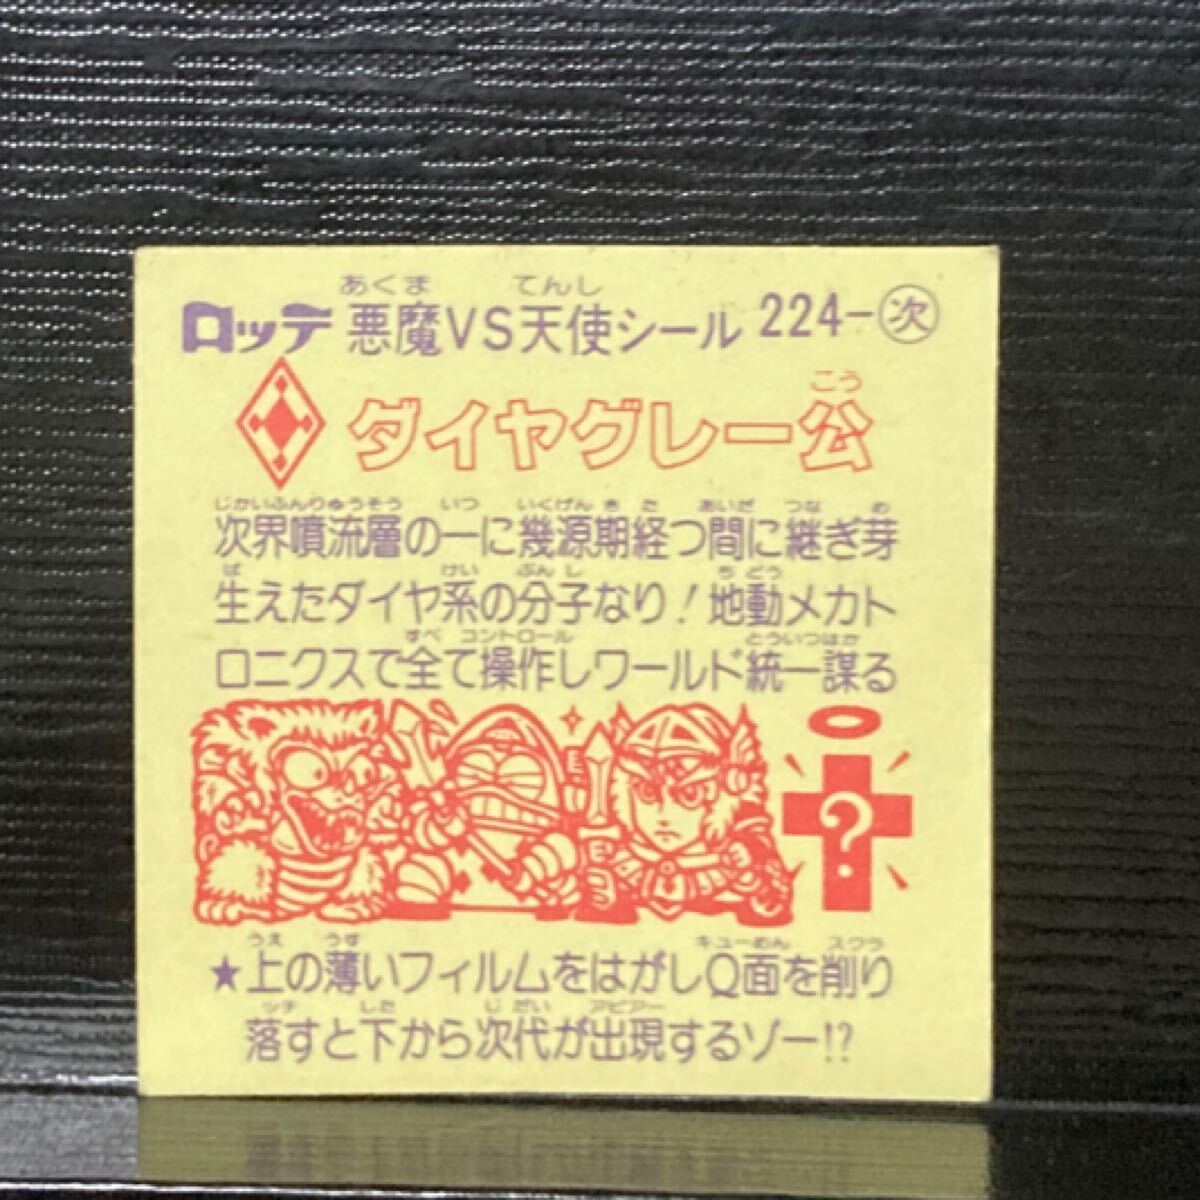 あくま てんし
ロッテ 悪魔VS天使シール 224-次
こう
ダイヤグレー公
じかいふんりゅうそう いつ いくげん き た あいだ つな め
次界噴流層の一に幾源期経つ間に継ぎ芽
ば けい ぶんし ちどう
生えたダイヤ系の分子なり!地動メカト
すべ コントロール とういつはか
ロニクスで全て操作しワールド統一謀る
?
うえ うす キューめん スクラ
★上の薄いフィルムをはがしQ面を削り
ッチ した じだい アピアー
落すと下から次代が出現するゾー!?